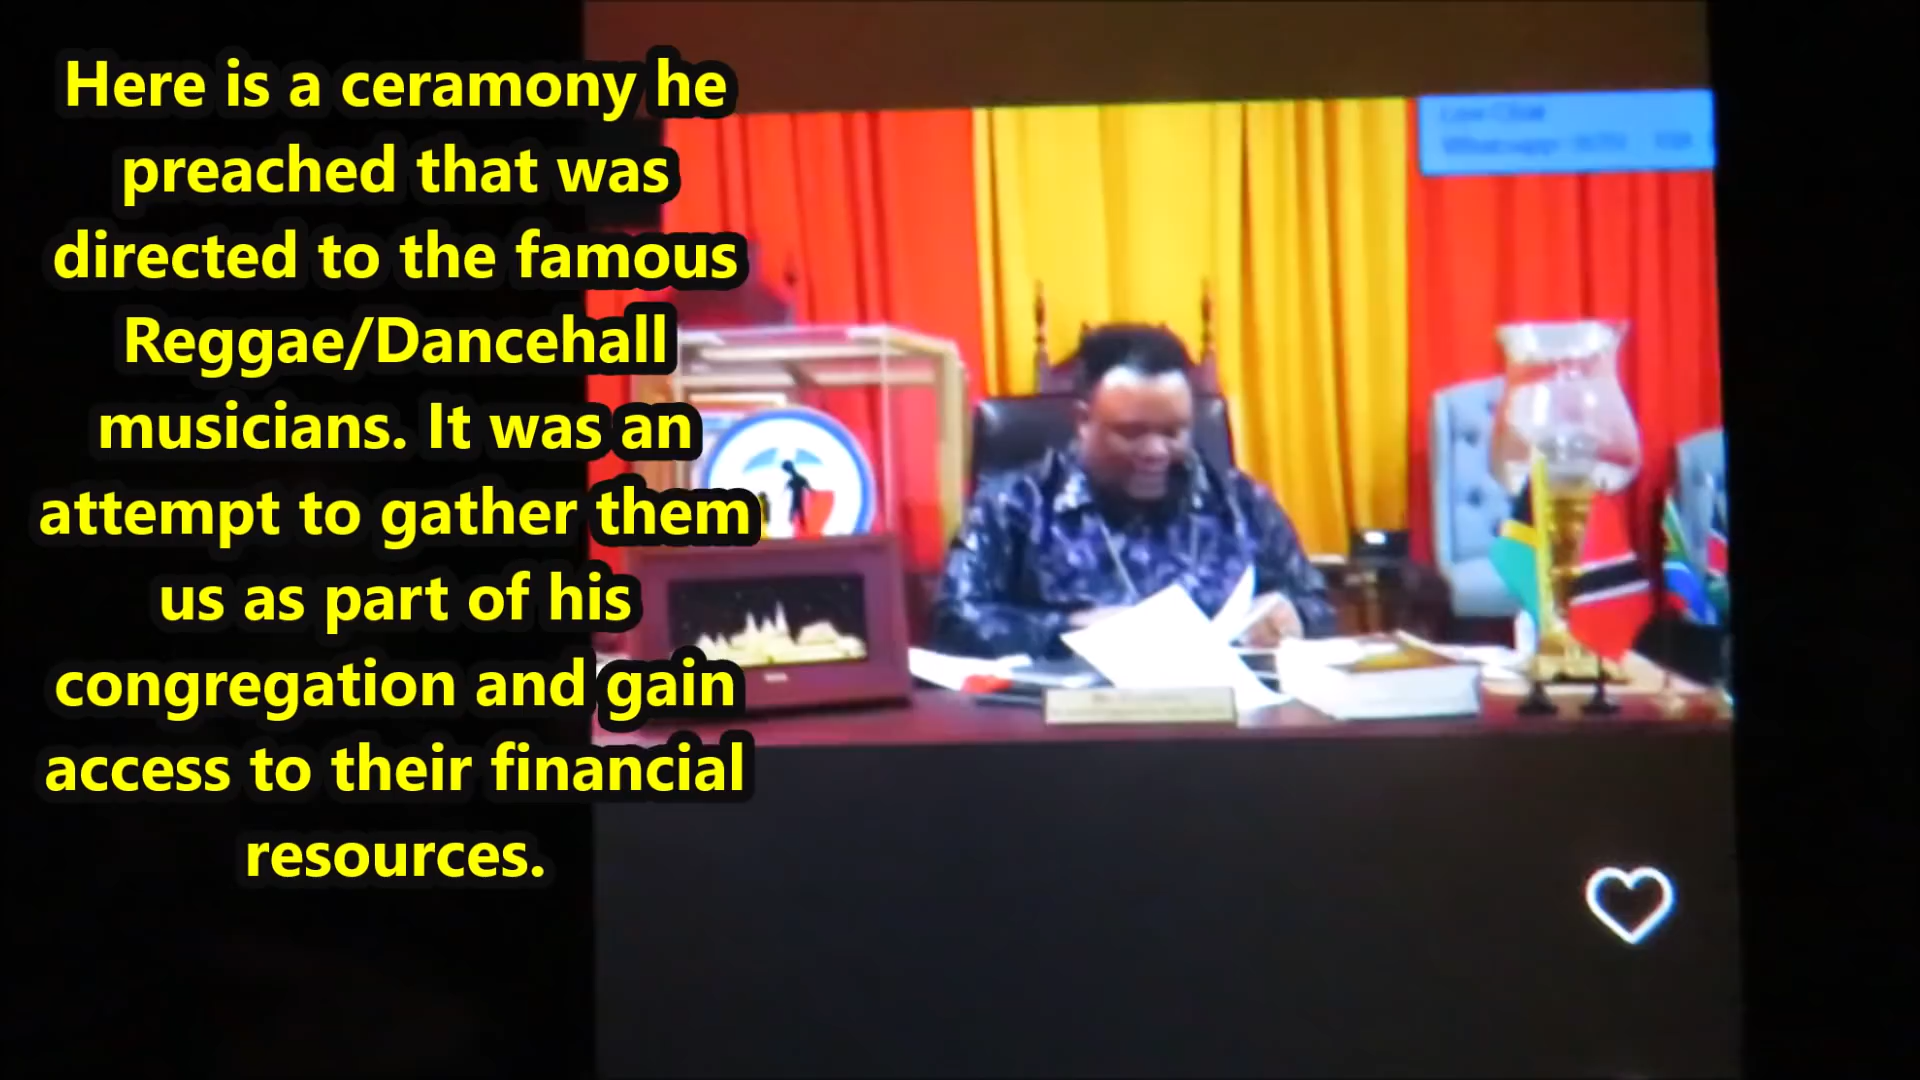 Here is a ceramony he
preached that was
directed to the famous
Reggae/Dancehall
musicians. It was an
attempt to gather them
us as part of his
congregation and gain
access to their financial
resources.